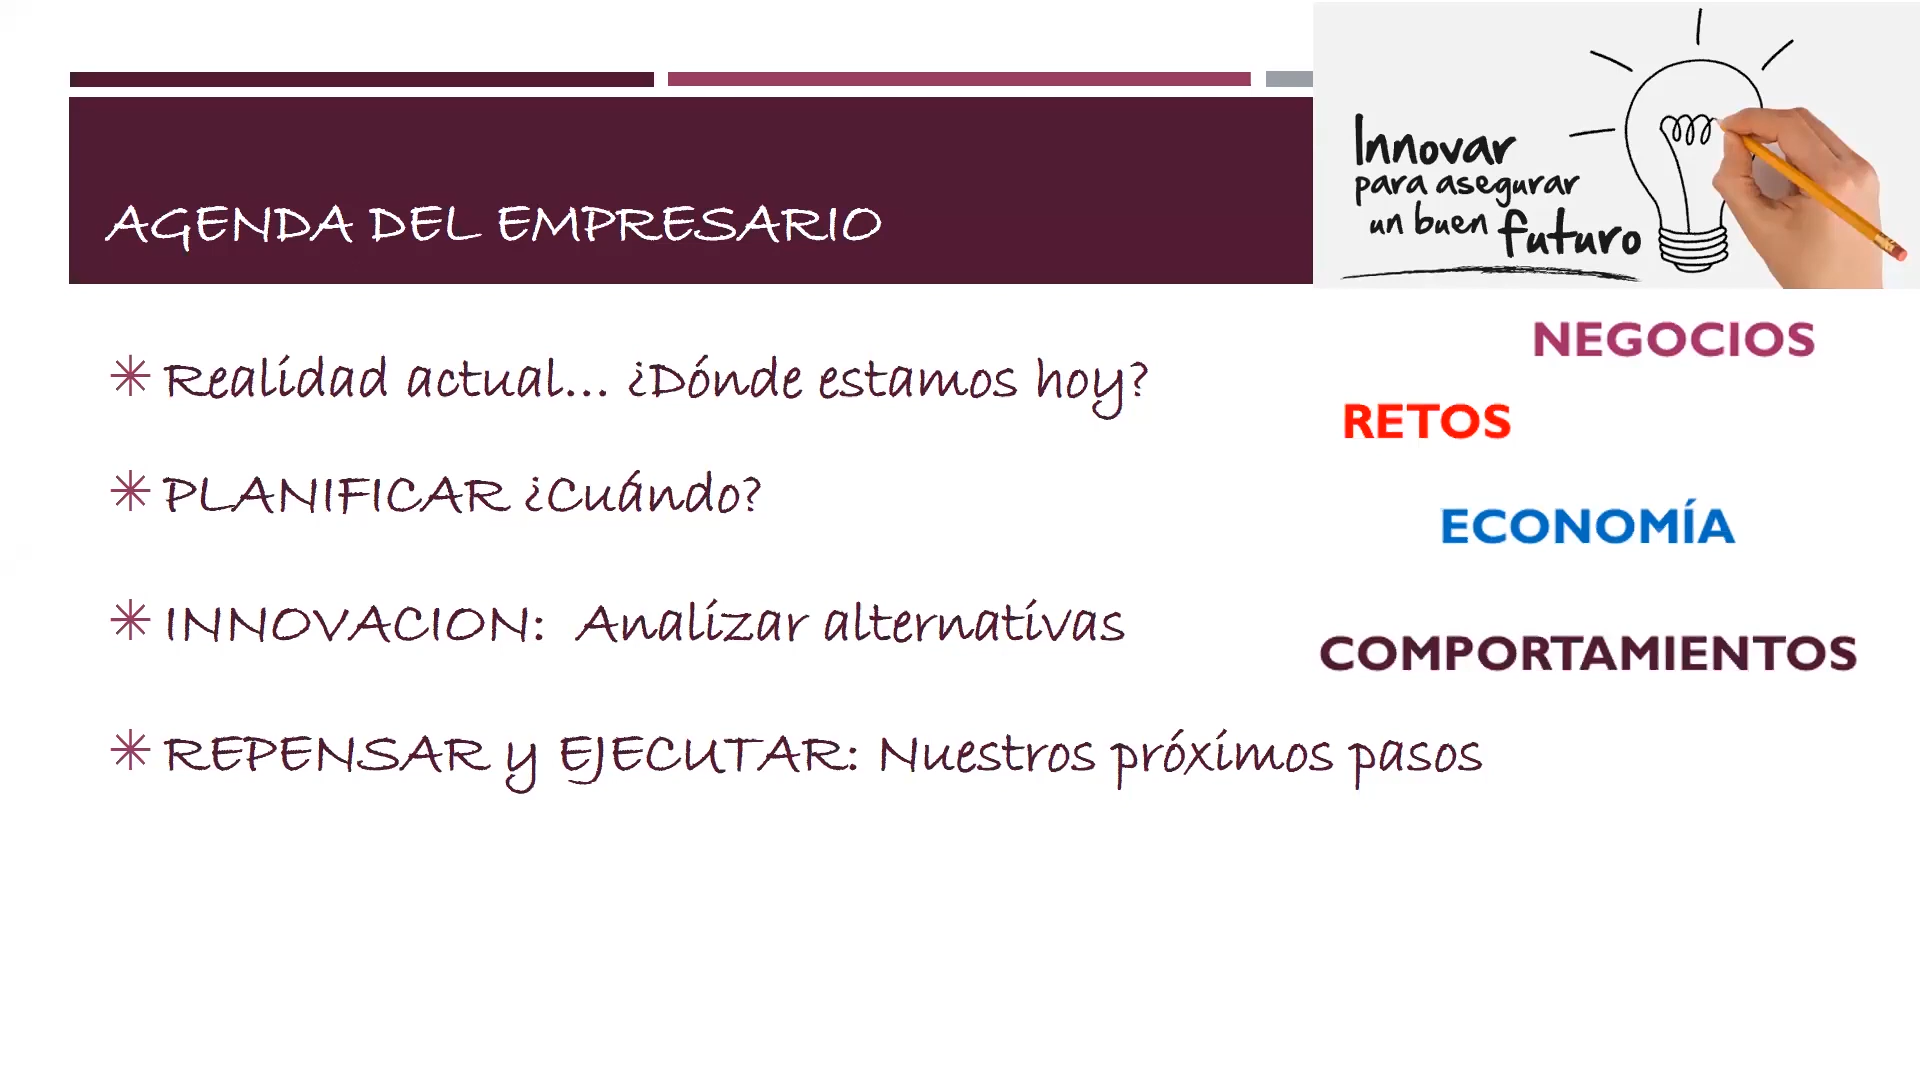 Innovar
para asegurar
un buen futuro
AGENDA DEL EMPRESARIO
NEGOCIOS
Realidad actual... ¿Dónde estamos hoy?
RETOS
PLANIFICAR ¿Cuándo?
ECONOMÍA
INNOVACION: Analizar alternativas
COMPORTAMIENTOS
REPENSAR y EJECUTAR: Nuestros próximos pasos